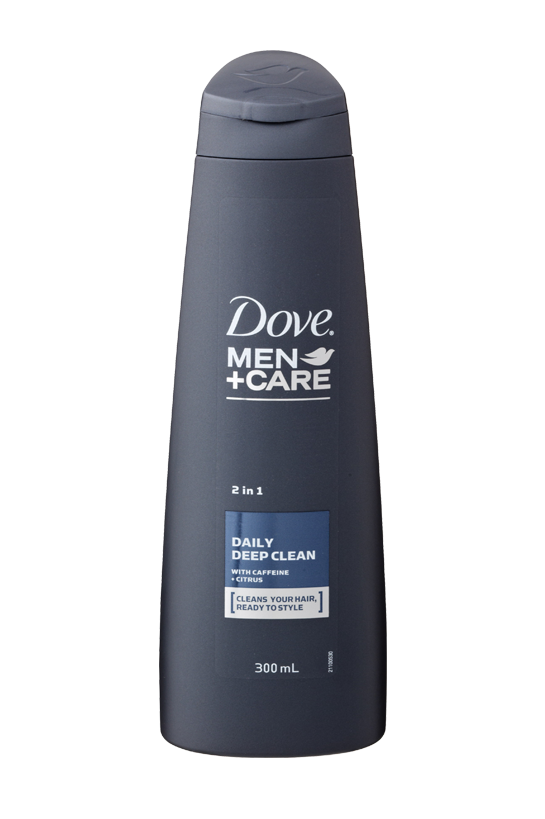 Dove®
MEN
+CARE
2 in 1
DAILY
DEEP CLEAN
WITH CAFFEINE
+ CITRUS
[CLEANS YOUR HAIR,
READY TO STYLE]
300 mL
21100530